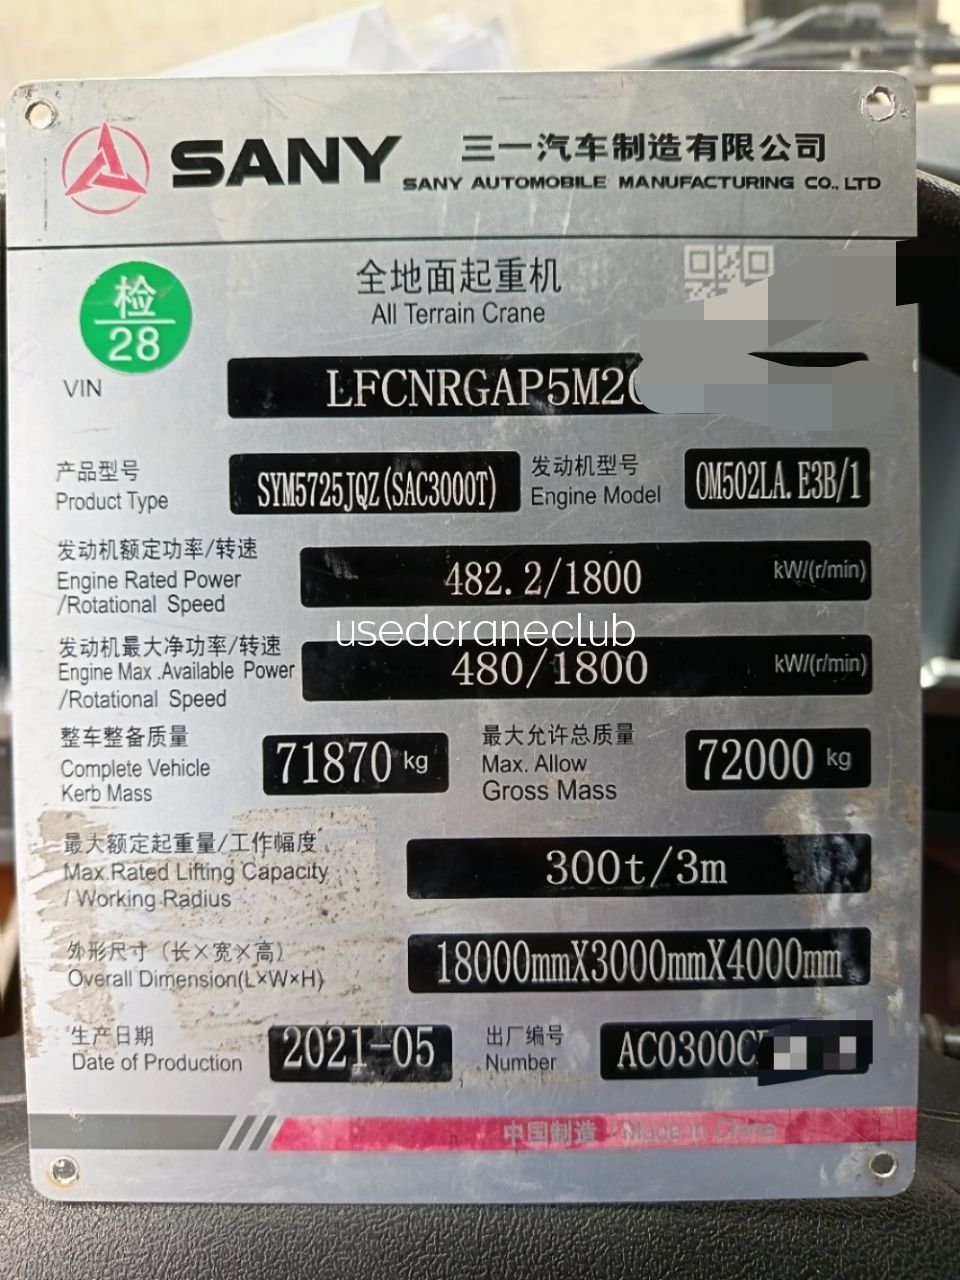 SANY
三一汽车制造有限公司
SANY AUTOMOBILE MANUFACTURING CO., LTD
全地面起重机
All Terrain Crane
检
28
VIN
LFCNRGAP5M2
产品型号
Product Type
SYM5725JQZ(SAC3000T)
发动机型号
Engine Model
OM502LA.E3B/1
发动机额定功率/转速
Engine Rated Power
/Rotational Speed
482.2/1800
kW/(r/min)
usedcraneclub
发动机最大净功率/转速
Engine Max .Available Power
/Rotational Speed
480/1800
kW/(r/min)
整车整备质量
Complete Vehicle
Kerb Mass
71870 kg
最大允许总质量
Max. Allow
Gross Mass
72000 kg
最大额定起重量/工作幅度
Max.Rated Lifting Capacity
/ Working Radius
300t/3m
外形尺寸（长×宽×高）
Overall Dimension(L×W×H)
18000mmX3000mmX4000mm
生产日期
Date of Production
2021-05
出厂编号
Number
AC0300C
中国制造 / Made In China